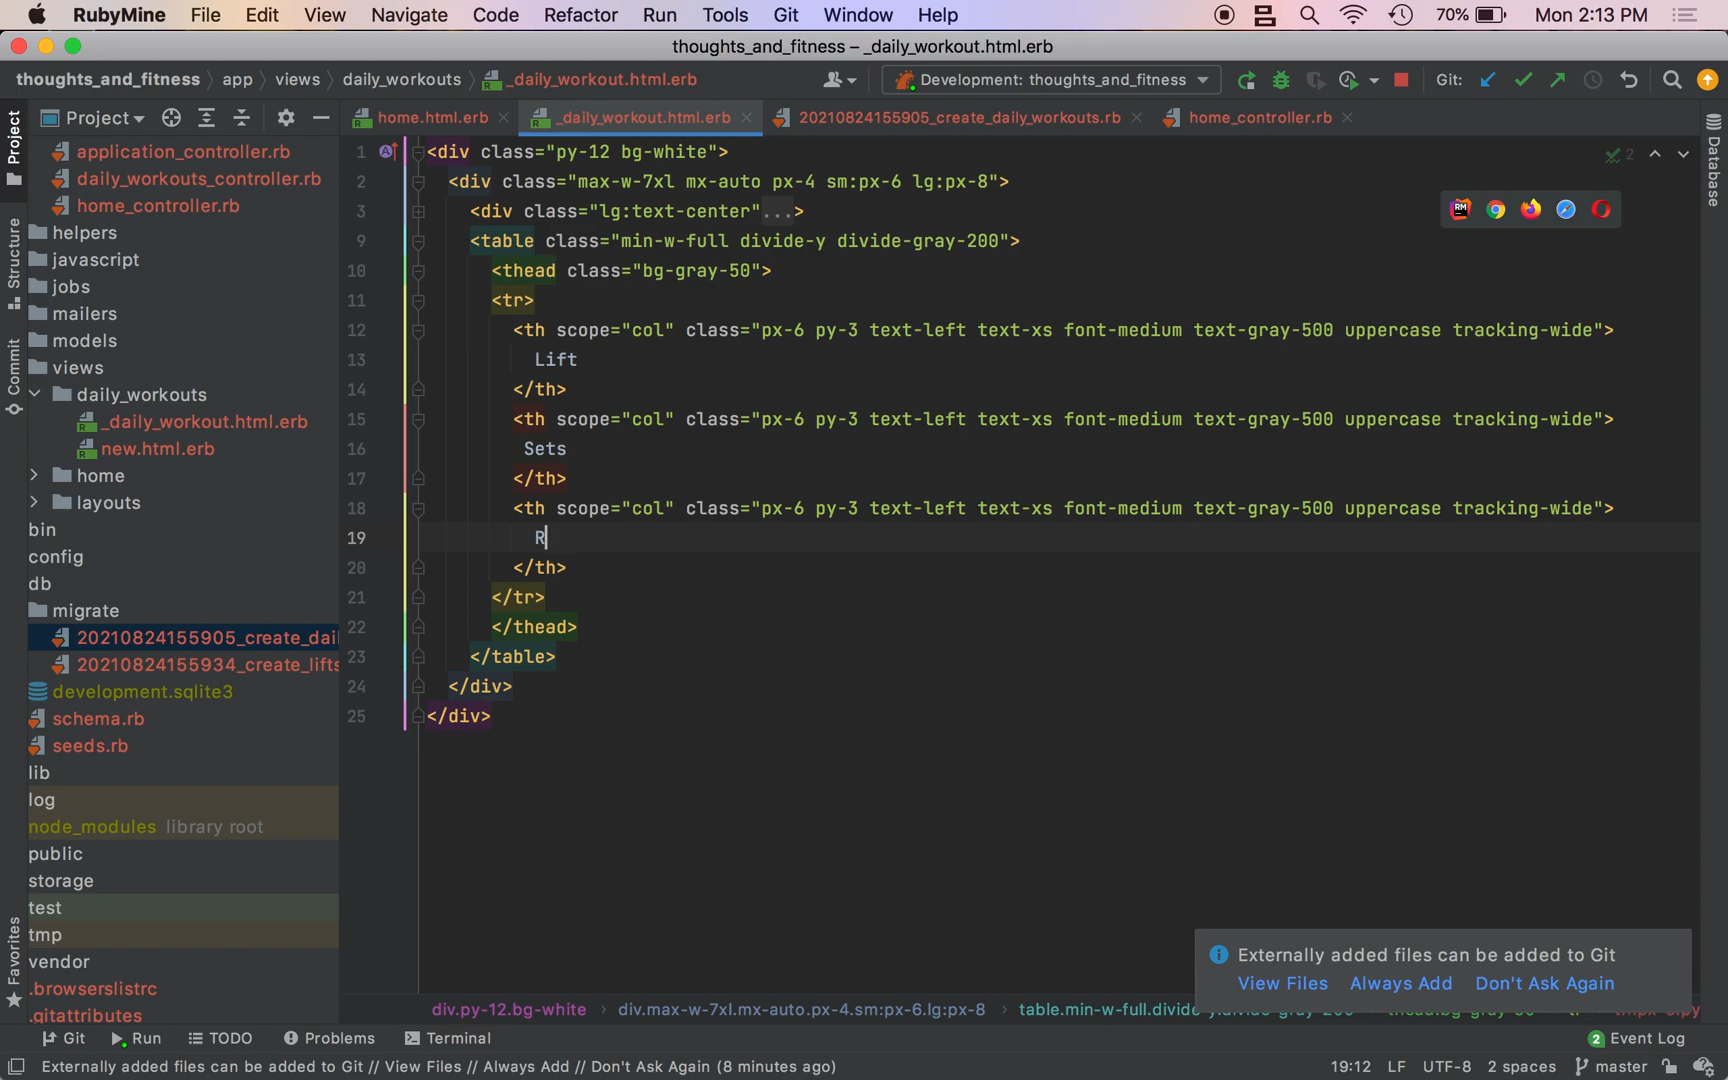 RubyMine File Edit View Navigate Code Refactor Run Tools Git Window Help 70% Mon 2:13 PM
thoughts_and_fitness – _daily_workout.html.erb
thoughts_and_fitness app views daily_workouts _daily_workout.html.erb Development: thoughts_and_fitness Git:
Project home.html.erb _daily_workout.html.erb 20210824155905_create_daily_workouts.rb home_controller.rb
Project
Structure
Commit
Favorites
Database
application_controller.rb
daily_workouts_controller.rb
home_controller.rb
helpers
javascript
jobs
mailers
models
views
daily_workouts
_daily_workout.html.erb
new.html.erb
home
layouts
bin
config
db
migrate
20210824155905_create_dai
20210824155934_create_lifts
development.sqlite3
schema.rb
seeds.rb
lib
log
node_modules library root
public
storage
test
tmp
vendor
.browserslistrc
.gitattributes
2
1 <div class="py-12 bg-white">
2 <div class="max-w-7xl mx-auto px-4 sm:px-6 lg:px-8">
3 <div class="lg:text-center"...>
9 <table class="min-w-full divide-y divide-gray-200">
10 <thead class="bg-gray-50">
11 <tr>
12 <th scope="col" class="px-6 py-3 text-left text-xs font-medium text-gray-500 uppercase tracking-wide">
13 Lift
14 </th>
15 <th scope="col" class="px-6 py-3 text-left text-xs font-medium text-gray-500 uppercase tracking-wide">
16 Sets
17 </th>
18 <th scope="col" class="px-6 py-3 text-left text-xs font-medium text-gray-500 uppercase tracking-wide">
19 R
20 </th>
21 </tr>
22 </thead>
23 </table>
24 </div>
25 </div>
Externally added files can be added to Git
View Files Always Add Don't Ask Again
div.py-12.bg-white div.max-w-7xl.mx-auto.px-4.sm:px-6.lg:px-8
Git Run TODO Problems Terminal 2 Event Log
Externally added files can be added to Git // View Files // Always Add // Don't Ask Again (8 minutes ago) 19:12 LF UTF-8 2 spaces master